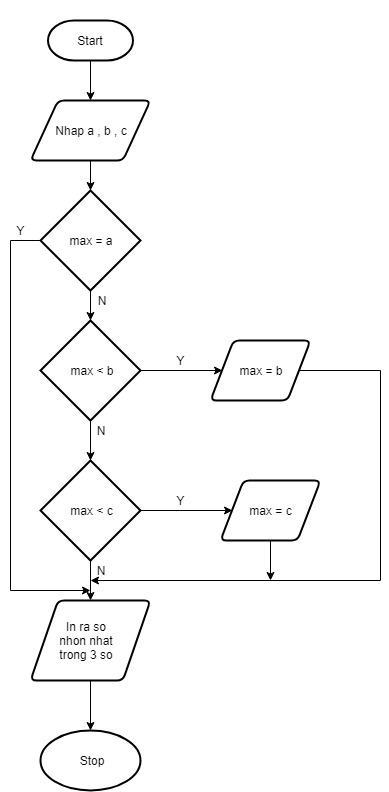 Start
Nhap a , b , c
max = a
Y
N
max < b
Y
max = b
N
max < c
Y
max = c
N
In ra so
nhon nhat
trong 3 so
Stop